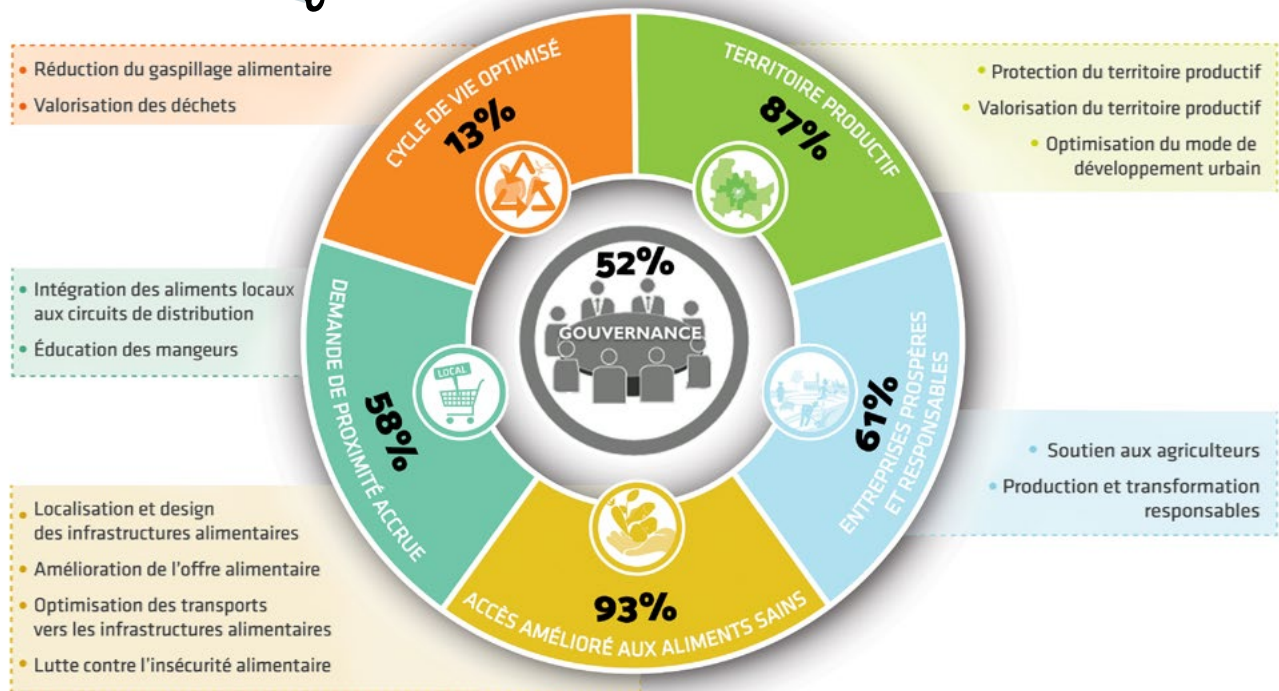 CYCLE DE VIE OPTIMISÉ
13%
• Réduction du gaspillage alimentaire
• Valorisation des déchets
TERRITOIRE PRODUCTIF
87%
• Protection du territoire productif
• Valorisation du territoire productif
• Optimisation du mode de
développement urbain
52%
GOUVERNANCE
DEMANDE DE PROXIMITÉ ACCRUE
58%
LOCAL
• Intégration des aliments locaux
aux circuits de distribution
• Éducation des mangeurs
ENTREPRISES PROSPÈRES
ET RESPONSABLES
61%
• Soutien aux agriculteurs
• Production et transformation
responsables
ACCÈS AMÉLIORÉ AUX ALIMENTS SAINS
93%
• Localisation et design
des infrastructures alimentaires
• Amélioration de l'offre alimentaire
• Optimisation des transports
vers les infrastructures alimentaires
• Lutte contre l'insécurité alimentaire